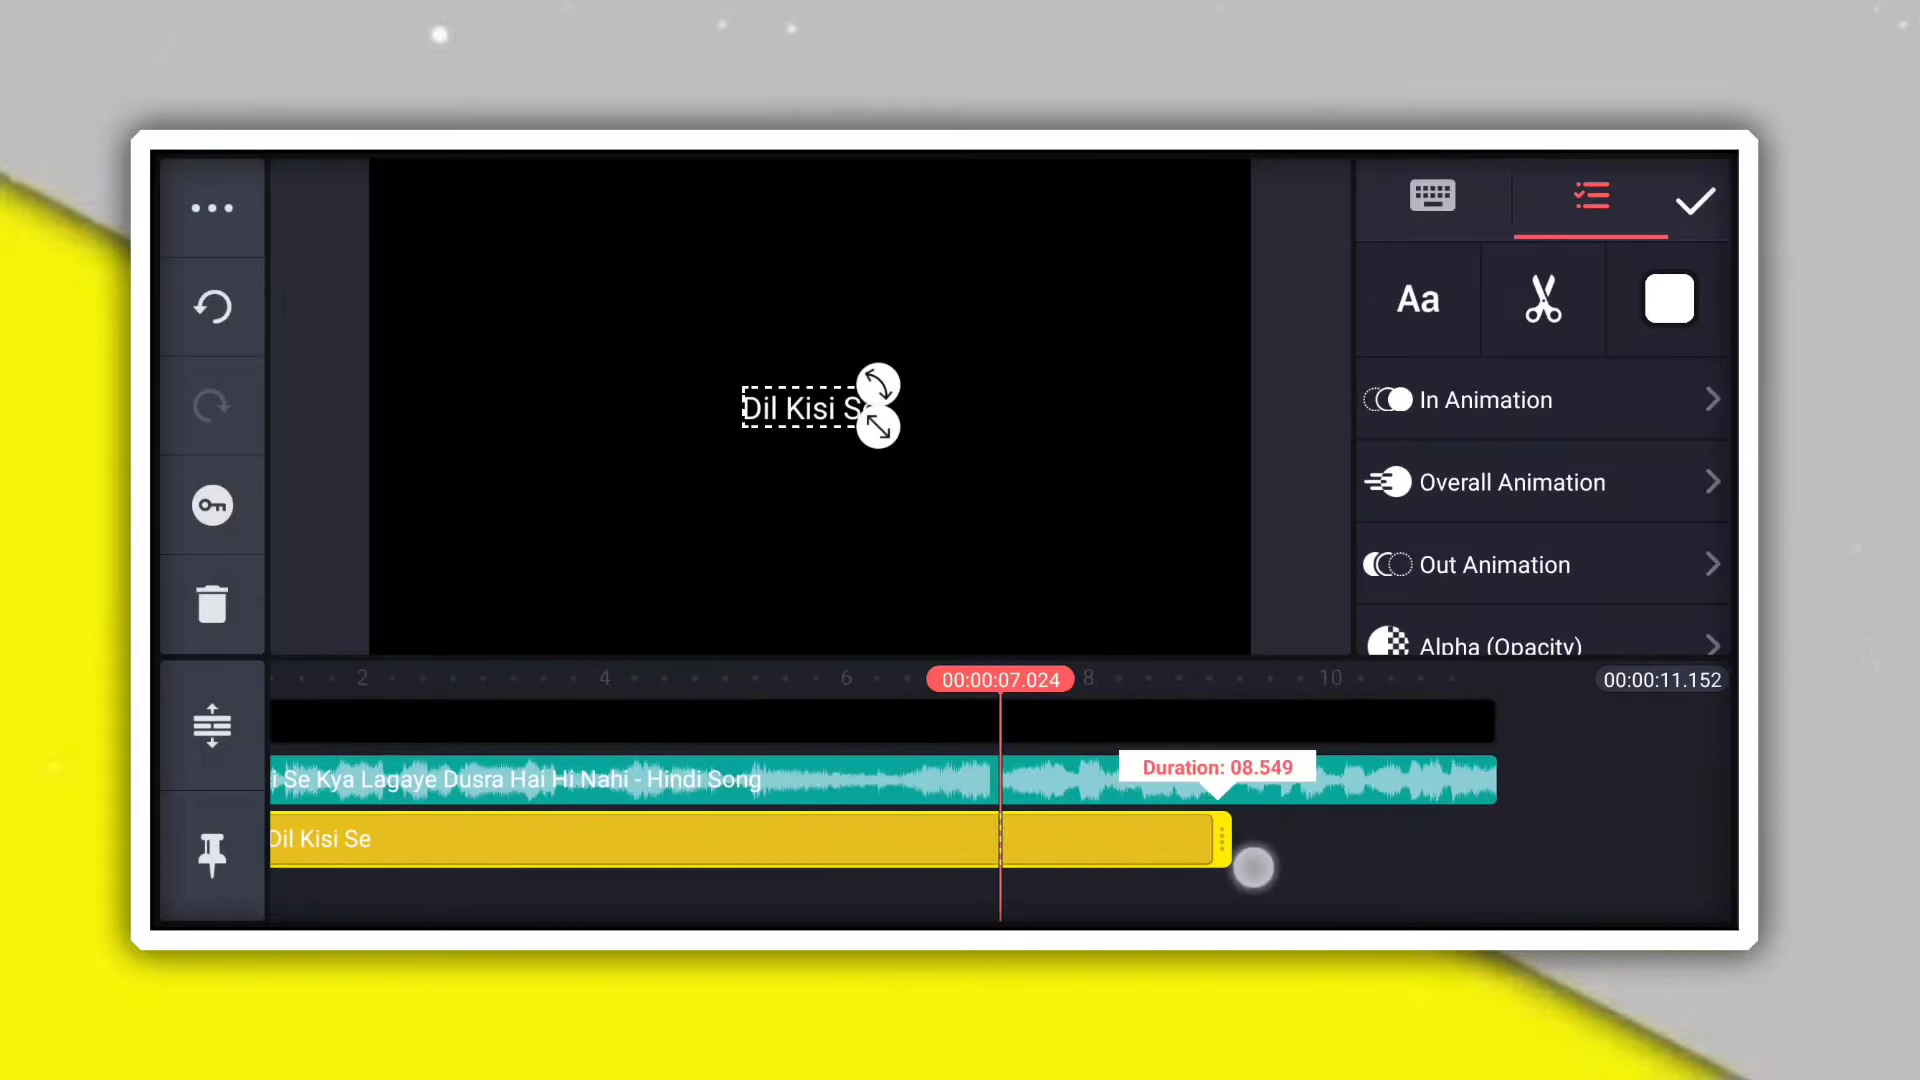 Aa
Dil Kisi Se
In Animation
Overall Animation
Out Animation
Alpha (Opacity)
2 4 6 00:00:07.024 8 10 00:00:11.152
i Se Kya Lagaye Dusra Hai Hi Nahi - Hindi Song
Duration: 08.549
Dil Kisi Se